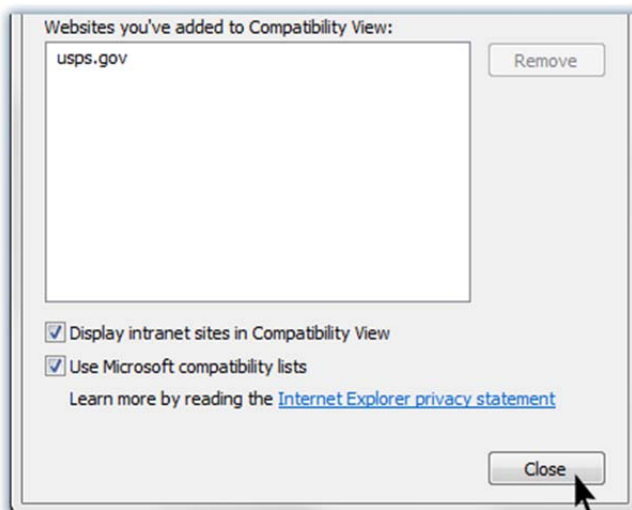 Websites you've added to Compatibility View:
usps.gov
Remove
Display intranet sites in Compatibility View
Use Microsoft compatibility lists
Learn more by reading the Internet Explorer privacy statement
Close